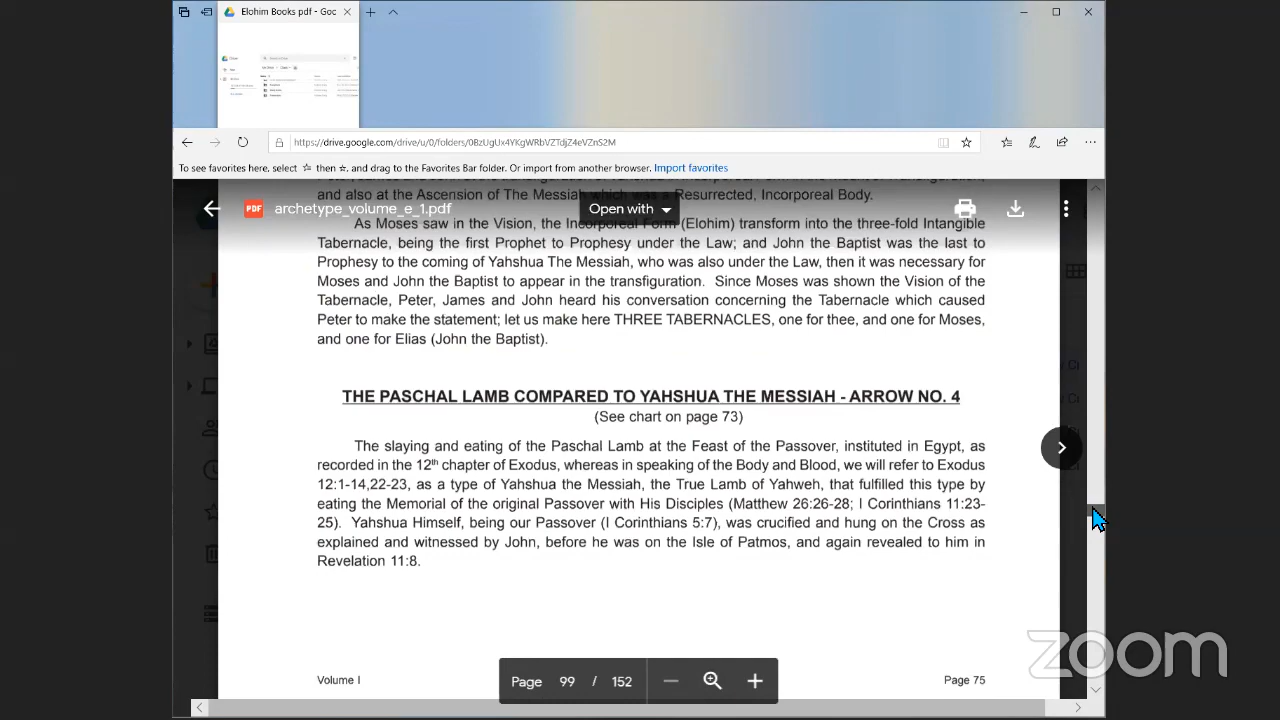 Elohim Books pdf - Goc
https://drive.google.com/drive/u/0/folders/0BzUgUx4YKgWRbVZTdjZ4eVZnS2M
To see favorites here, select then, and drag to the Favorites Bar folder. Or import from another browser. Import favorites
and also at the Ascension of The Messiah which was a Resurrected, Incorporeal Body.
PDF archetype_volume_e_1.pdf
Open with
As Moses saw in the Vision, the Incorporeal Form (Elohim) transform into the three-fold Intangible
Tabernacle, being the first Prophet to Prophesy under the Law; and John the Baptist was the last to
Prophesy to the coming of Yahshua The Messiah, who was also under the Law, then it was necessary for
Moses and John the Baptist to appear in the transfiguration. Since Moses was shown the Vision of the
Tabernacle, Peter, James and John heard his conversation concerning the Tabernacle which caused
Peter to make the statement; let us make here THREE TABERNACLES, one for thee, and one for Moses,
and one for Elias (John the Baptist).
THE PASCHAL LAMB COMPARED TO YAHSHUA THE MESSIAH - ARROW NO. 4
(See chart on page 73)
The slaying and eating of the Paschal Lamb at the Feast of the Passover, instituted in Egypt, as
recorded in the 12th chapter of Exodus, whereas in speaking of the Body and Blood, we will refer to Exodus
12:1-14,22-23, as a type of Yahshua the Messiah, the True Lamb of Yahweh, that fulfilled this type by
eating the Memorial of the original Passover with His Disciples (Matthew 26:26-28; I Corinthians 11:23-
25). Yahshua Himself, being our Passover (I Corinthians 5:7), was crucified and hung on the Cross as
explained and witnessed by John, before he was on the Isle of Patmos, and again revealed to him in
Revelation 11:8.
Volume I
Page 75
Page 99 / 152
zoom